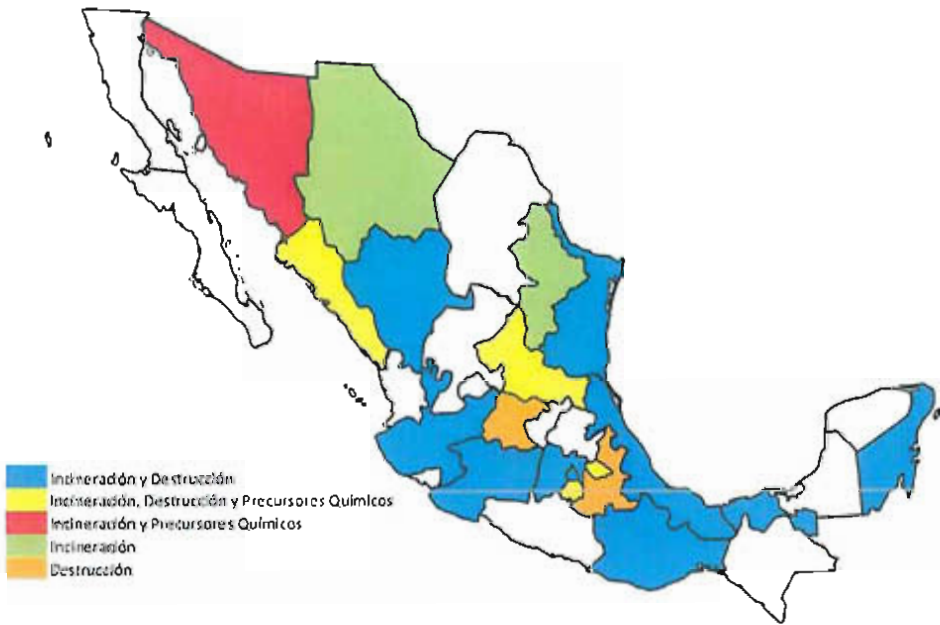 Incineración y Destrucción
Incineración, Destrucción y Precursores Químicos
Incineración y Precursores Químicos
Incineración
Destrucción